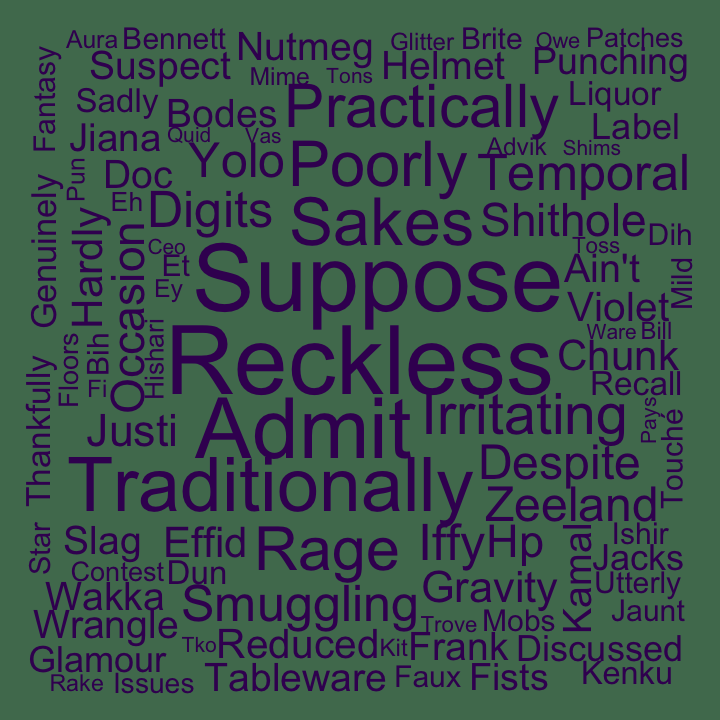 Aura Bennett Nutmeg Glitter Brite Owe Patches
Suspect Mime Tons Helmet Punching
Fantasy Sadly Bodes Practically Liquor
Jiana Quid Vas Label
Pun Doc Yolo Poorly Advik Shims Temporal
Genuinely Eh Digits Sakes Shithole Dih
Hardly Occasion Ceo Et Suppose Toss Ain't Mild
Ey Violet
Floors Bih Hishari Reckless Ware Bill
Fi Chunk
Recall
Thankfully Justi Admit Irritating Pays Touché
Traditionally Despite
Zeeland
Star Slag Effid Rage Iffy Hp Kamal Ishir
Contest Dun Jacks
Wakka Smuggling Gravity Utterly
Wrangle Trove Mobs Jaunt
Glamour Tko Reduced Kit Frank Discussed
Rake Issues Tableware Faux Fists Kenku